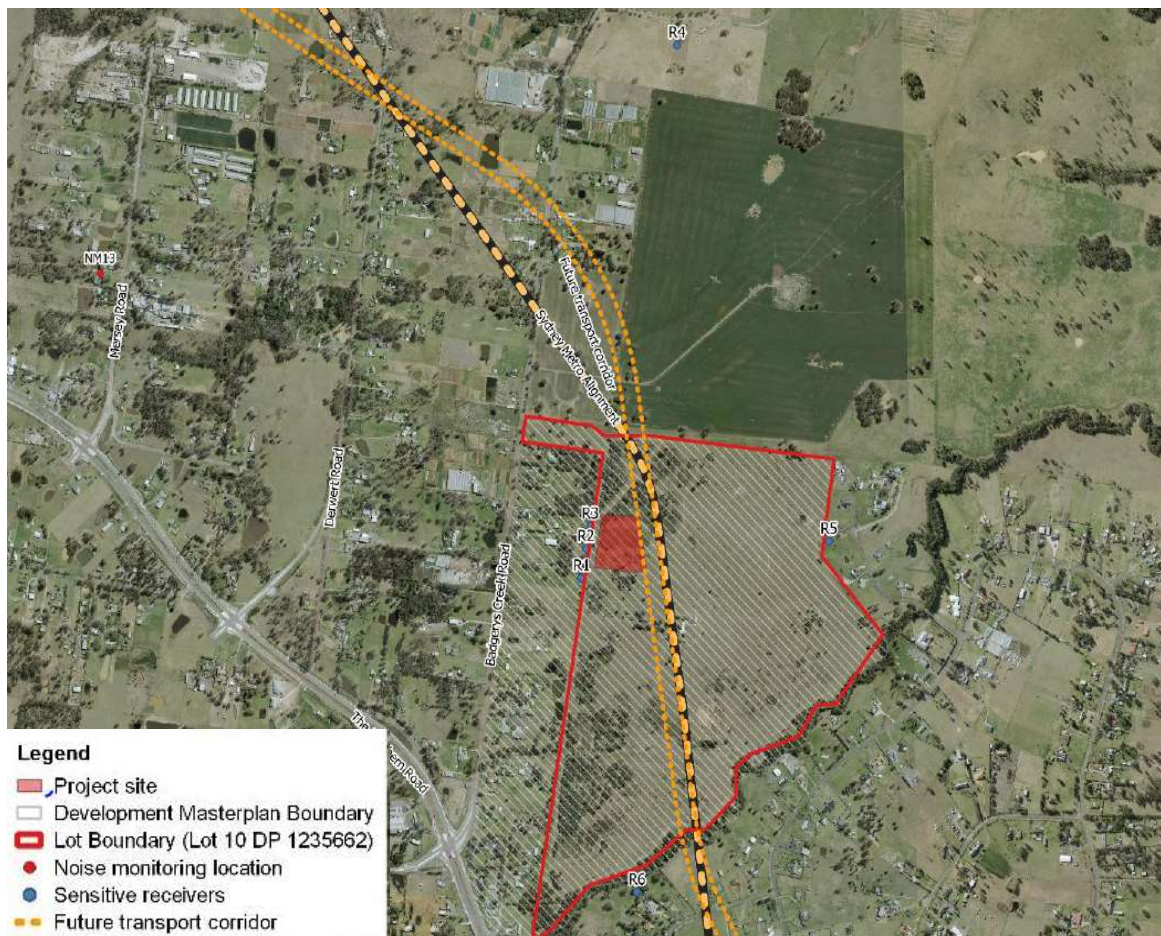 R4
NM13
Mersey Road
Future transport corridor
Sydney Metro Alignment
Derwert Road
R3
R2
R1
R5
Badgerys Creek Road
R6
Legend
Project site
Development Masterplan Boundary
Lot Boundary (Lot 10 DP 1235662)
Noise monitoring location
Sensitive receivers
Future transport corridor